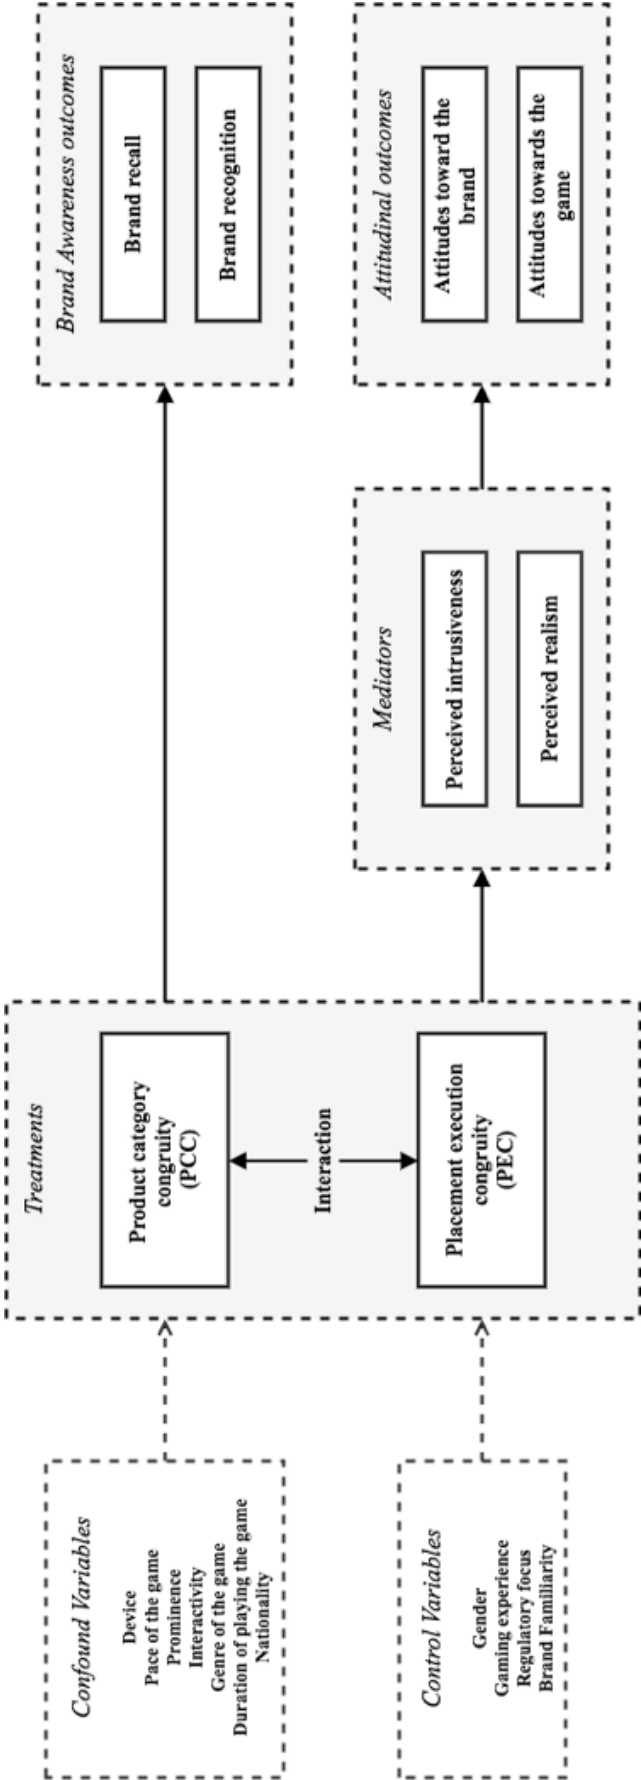 Confound Variables
Device
Pace of the game
Prominence
Interactivity
Genre of the game
Duration of playing the game
Nationality
Control Variables
Gender
Gaming experience
Regulatory focus
Brand Familiarity
Treatments
Product category
congruity
(PCC)
Interaction
Placement execution
congruity
(PEC)
Mediators
Perceived intrusiveness
Perceived realism
Brand Awareness outcomes
Brand recall
Brand recognition
Attitudinal outcomes
Attitudes toward the
brand
Attitudes towards the
game